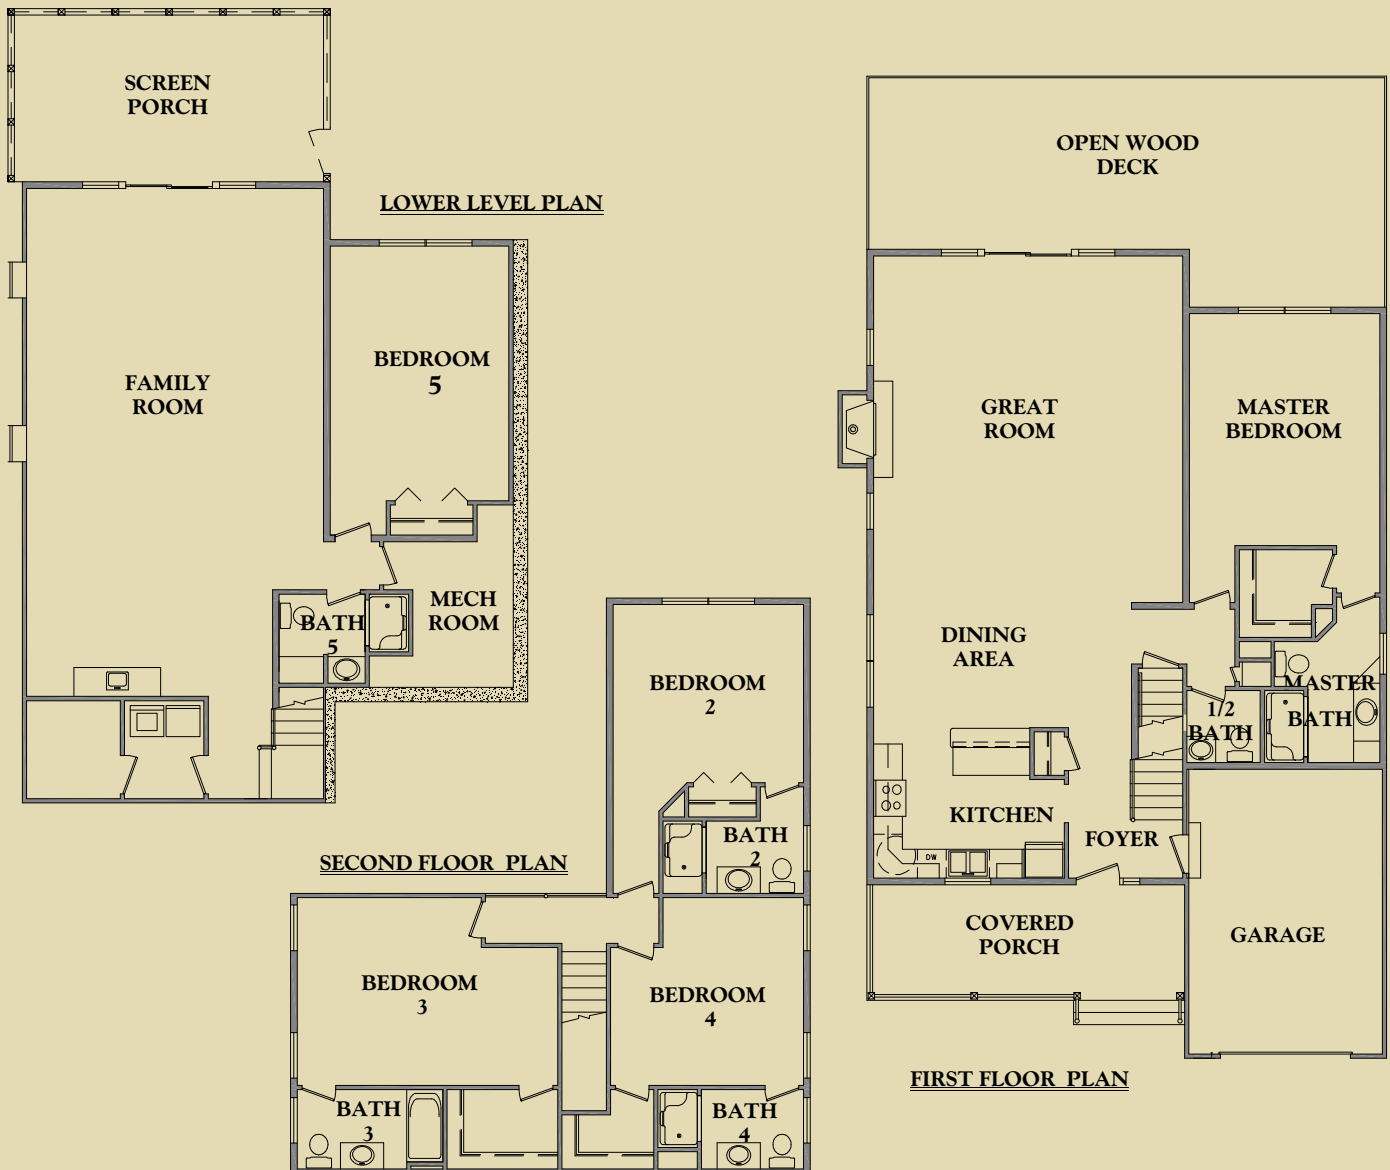 SCREEN
PORCH
LOWER LEVEL PLAN
FAMILY
ROOM
BEDROOM
5
BATH
5
MECH
ROOM
SECOND FLOOR PLAN
BEDROOM
2
BATH
2
BEDROOM
3
BEDROOM
4
BATH
3
BATH
4
OPEN WOOD
DECK
GREAT
ROOM
MASTER
BEDROOM
DINING
AREA
MASTER
BATH
1/2
BATH
KITCHEN
FOYER
DW
COVERED
PORCH
GARAGE
FIRST FLOOR PLAN